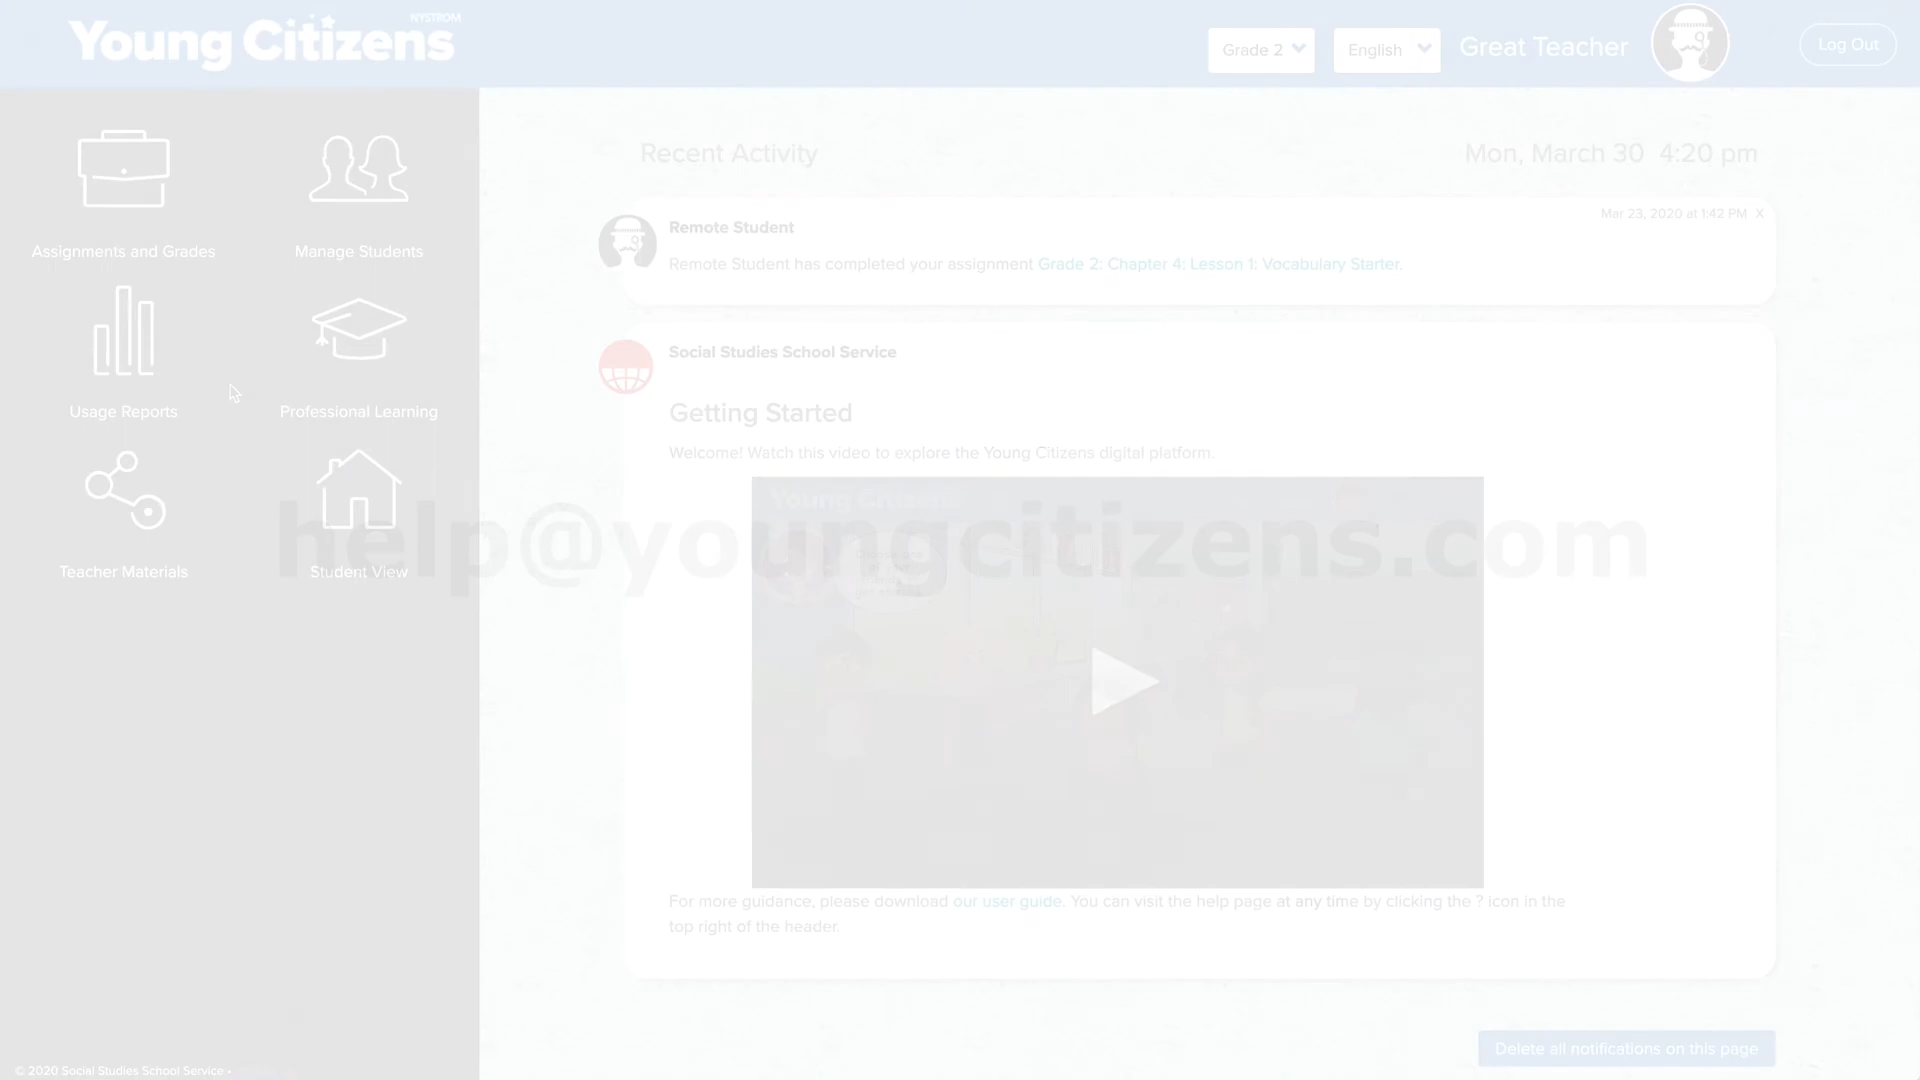 Young Citizens
NYSTROM
Grade 2
English
Great Teacher
Log Out
Assignments and Grades
Manage Students
Usage Reports
Professional Learning
Teacher Materials
Student View
Recent Activity
Mon, March 30 4:20 pm
Remote Student
Mar 23, 2020 at 1:42 PM X
Remote Student has completed your assignment Grade 2: Chapter 4: Lesson 1: Vocabulary Starter.
Social Studies School Service
Getting Started
Welcome! Watch this video to explore the Young Citizens digital platform.
Young Citizens
help@youngcitizens.com
For more guidance, please download our user guide. You can visit the help page at any time by clicking the ? icon in the
top right of the header.
Delete all notifications on this page
© 2020 Social Studies School Service •